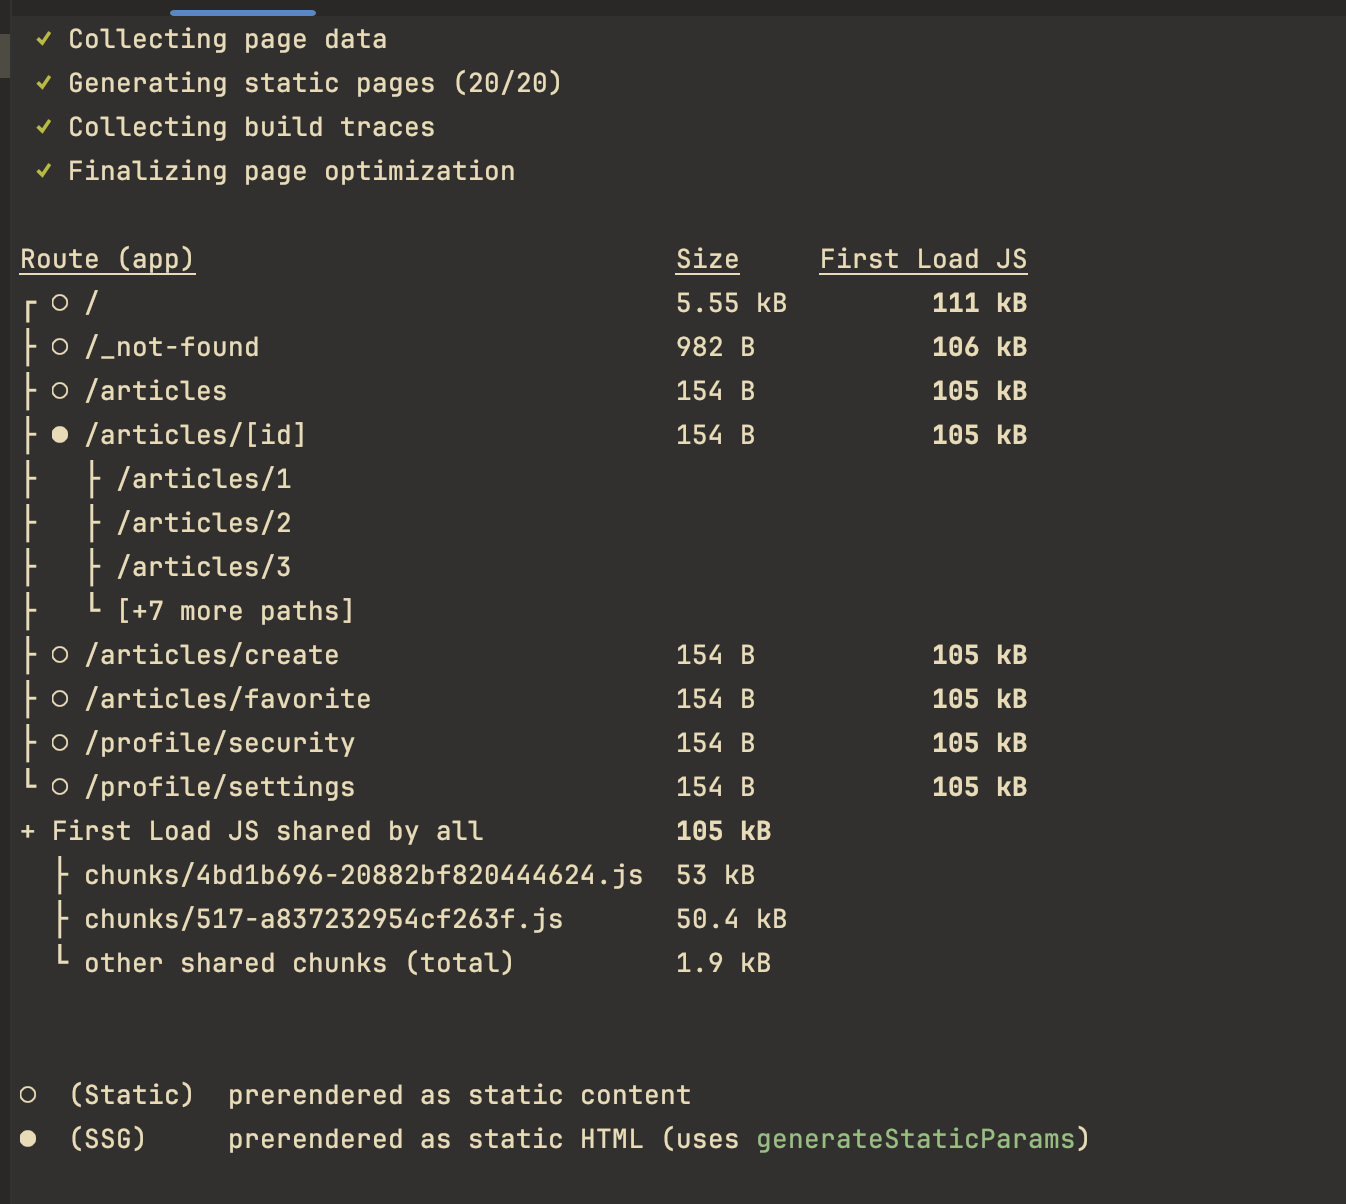 ✓ Collecting page data
✓ Generating static pages (20/20)
✓ Collecting build traces
✓ Finalizing page optimization
Route (app) Size First Load JS
┌ ○ / 5.55 kB 111 kB
├ ○ /_not-found 982 B 106 kB
├ ○ /articles 154 B 105 kB
├ ● /articles/[id] 154 B 105 kB
├   ├ /articles/1
├   ├ /articles/2
├   ├ /articles/3
├   └ [+7 more paths]
├ ○ /articles/create 154 B 105 kB
├ ○ /articles/favorite 154 B 105 kB
├ ○ /profile/security 154 B 105 kB
└ ○ /profile/settings 154 B 105 kB
+ First Load JS shared by all 105 kB
  ├ chunks/4bd1b696-20882bf820444624.js 53 kB
  ├ chunks/517-a837232954cf263f.js 50.4 kB
  └ other shared chunks (total) 1.9 kB
○ (Static) prerendered as static content
● (SSG) prerendered as static HTML (uses generateStaticParams)